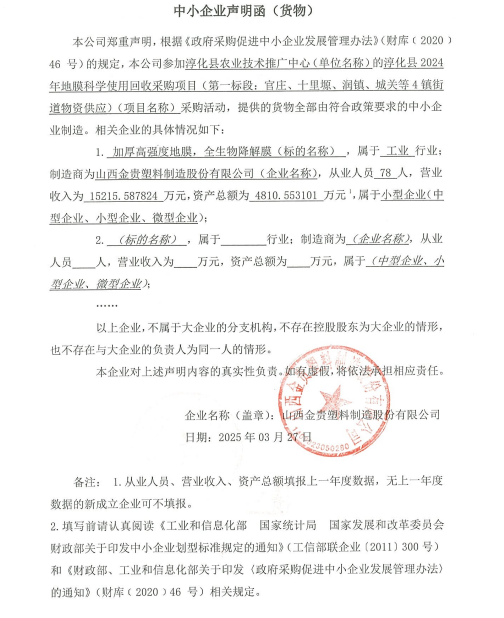 中小企业声明函（货物）
本公司郑重声明，根据《政府采购促进中小企业发展管理办法》（财库﹝2020﹞
46 号）的规定，本公司参加淳化县农业技术推广中心（单位名称）的淳化县 2024
年地膜科学使用回收采购项目（第一标段：官庄、十里塬、润镇、城关等 4 镇街
道物资供应）（项目名称）采购活动，提供的货物全部由符合政策要求的中小企
业制造。相关企业的具体情况如下：
1. 加厚高强度地膜，全生物降解膜（标的名称），属于 工业 行业；
制造商为山西金贵塑料制造股份有限公司（企业名称），从业人员 78 人，营业
收入为 15215.587824 万元，资产总额为 4810.553101 万元¹，属于小型企业（中
型企业、小型企业、微型企业）；
2. （标的名称），属于______行业；制造商为（企业名称），从业
人员___人，营业收入为___万元，资产总额为___万元，属于（中型企业、小
型企业、微型企业）；
……
以上企业，不属于大企业的分支机构，不存在控股股东为大企业的情形，
也不存在与大企业的负责人为同一人的情形。
本企业对上述声明内容的真实性负责。如有虚假，将依法承担相应责任。
企业名称（盖章）：山西金贵塑料制造股份有限公司
日期：2025 年 03 月 27 日
备注： 1.从业人员、营业收入、资产总额填报上一年度数据，无上一年度
数据的新成立企业可不填报。
2.填写前请认真阅读《工业和信息化部 国家统计局 国家发展和改革委员会
财政部关于印发中小企业划型标准规定的通知》（工信部联企业〔2011〕300 号）
和《财政部、工业和信息化部关于印发〈政府采购促进中小企业发展管理办法〉
的通知》（财库﹝2020﹞46 号）相关规定。